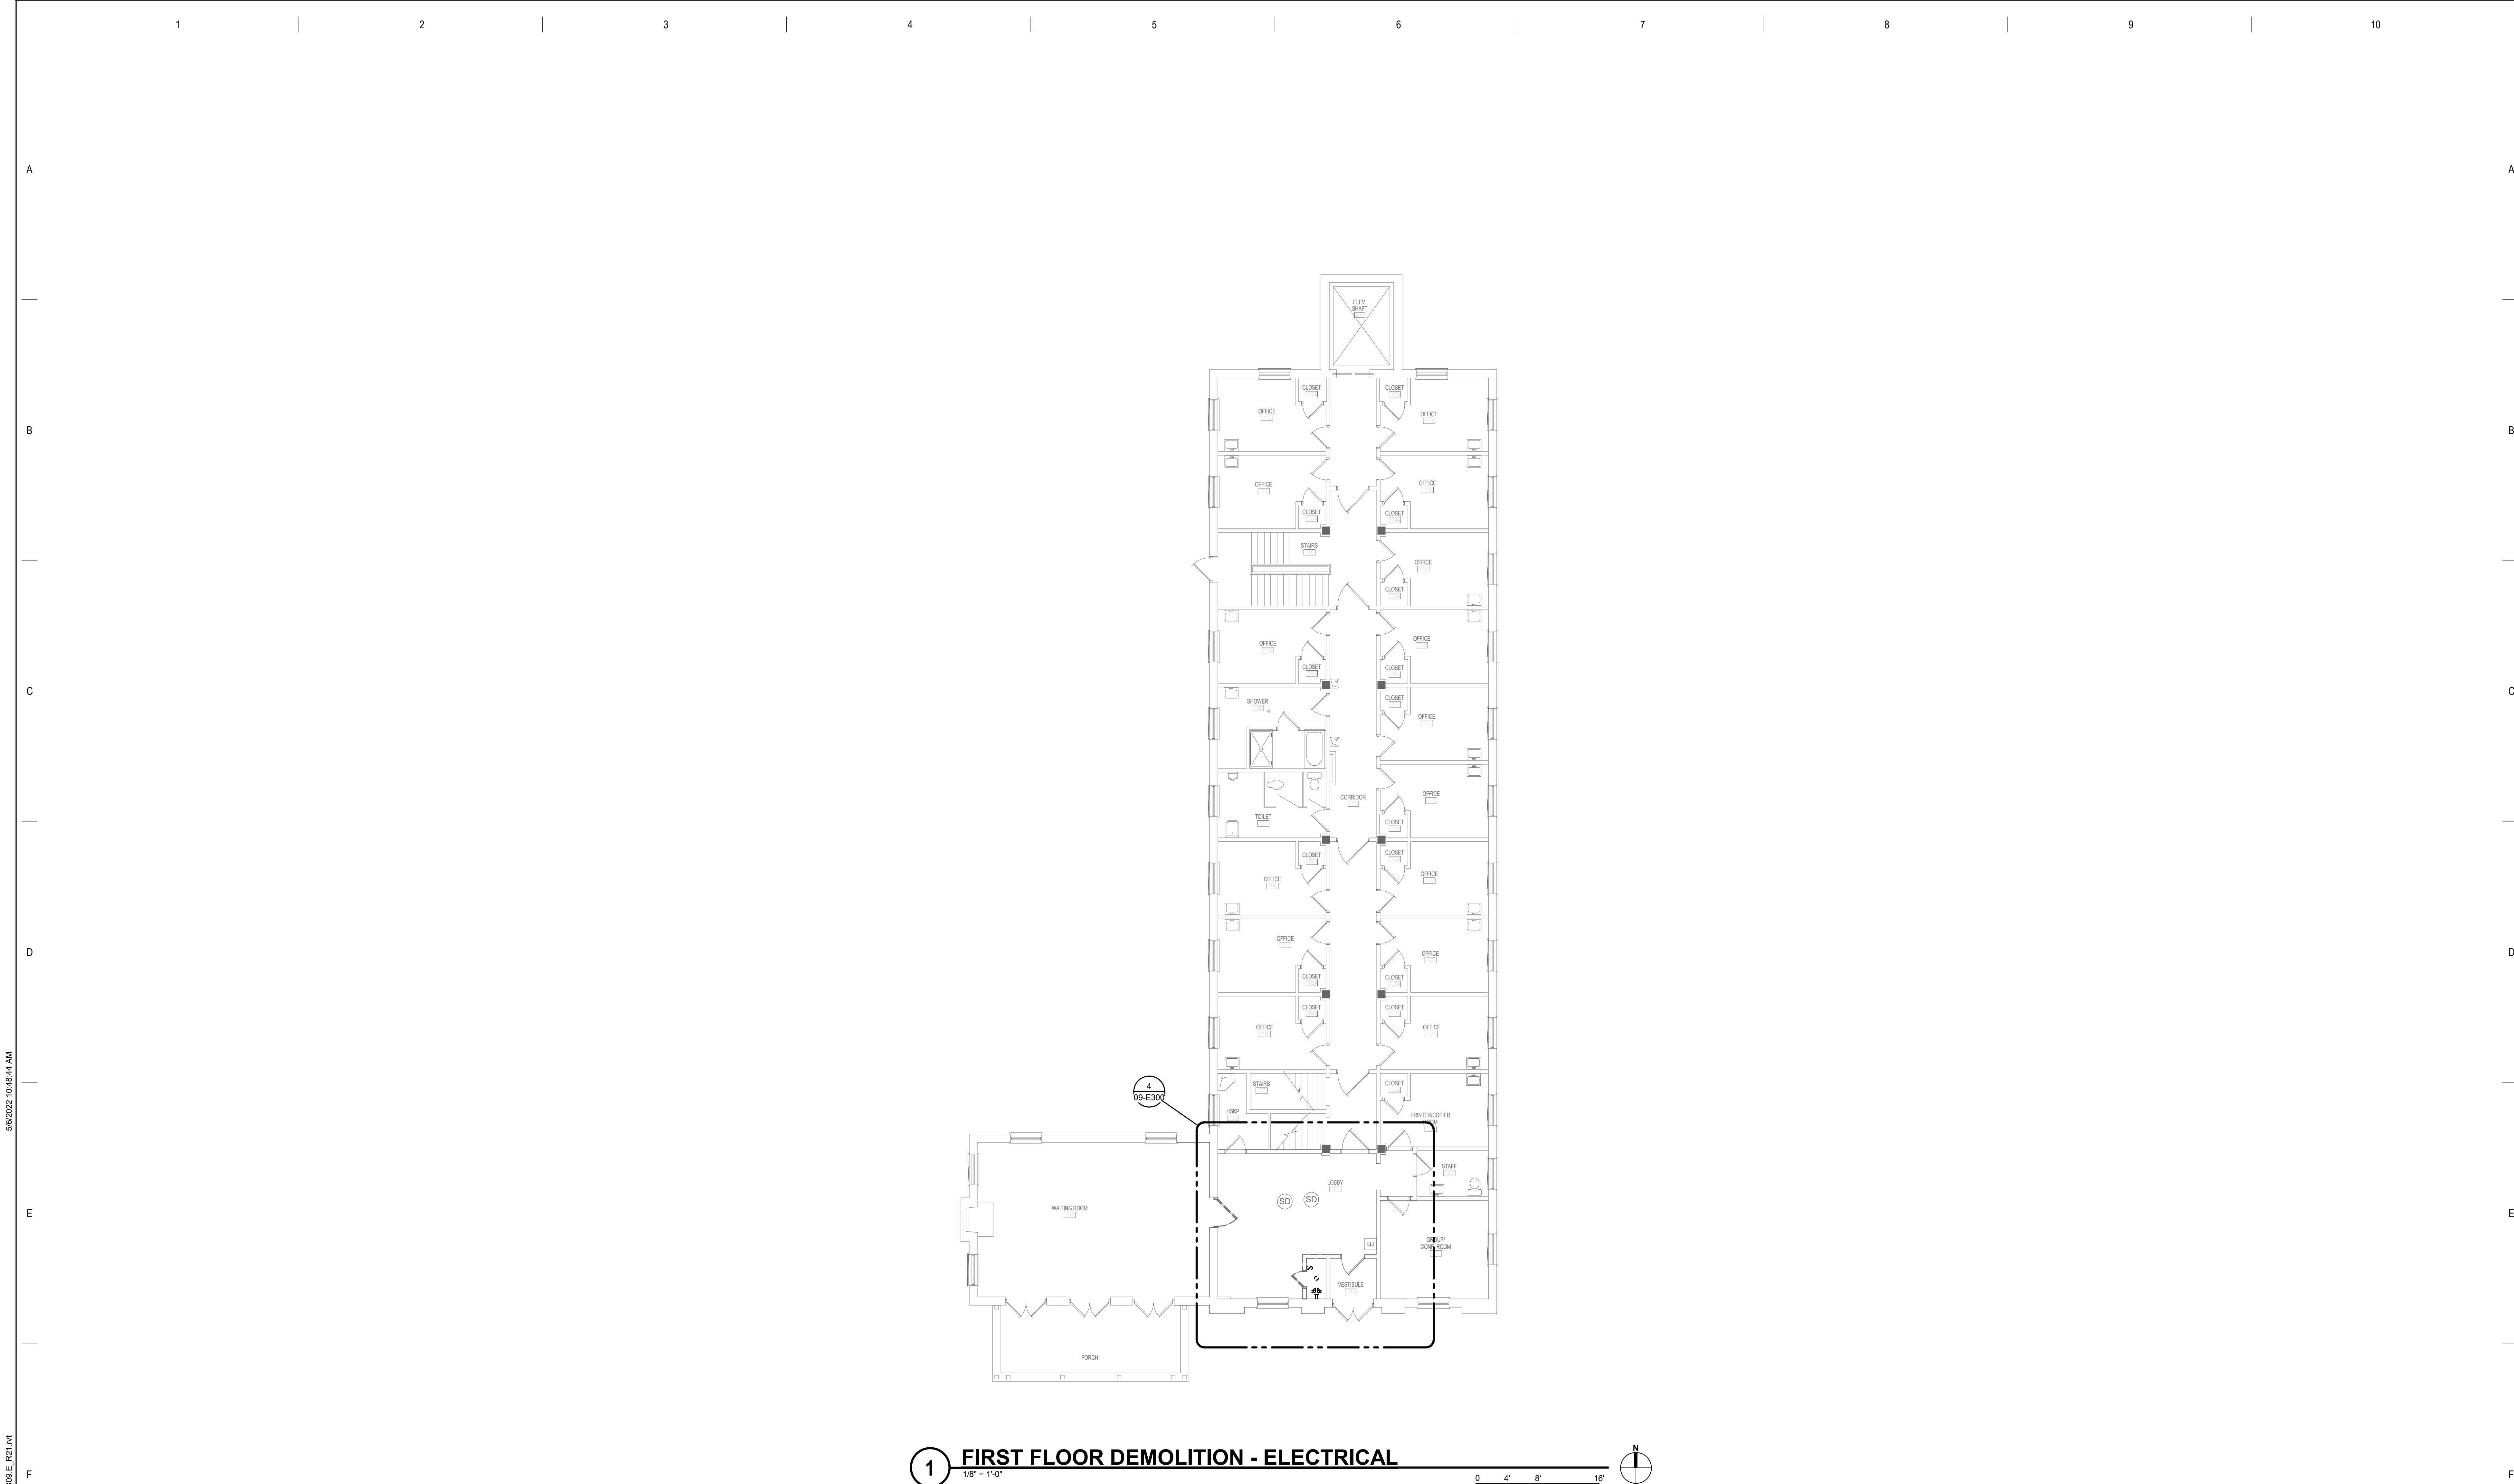 1 2 3 4 5 6 7 8 9 10
A A
ELEV.
SHAFT
CLOSET CLOSET
OFFICE OFFICE
B B
OFFICE OFFICE
CLOSET CLOSET
STAIRS
OFFICE
CLOSET
OFFICE OFFICE
CLOSET CLOSET
C C
SHOWER CLOSET
OFFICE
CORRIDOR OFFICE
TOILET CLOSET
CLOSET CLOSET
OFFICE OFFICE
OFFICE
D OFFICE D
CLOSET CLOSET
CLOSET CLOSET
OFFICE OFFICE
4
09-E300
STAIRS CLOSET
HSKP PRINTER/COPIER
ROOM
STAFF
LOBBY
SD SD
WAITING ROOM
E E
GROUP/
CONF. ROOM
E
S
VESTIBULE
PORCH
5/6/2022 10:48:44 AM
09.E_R21.rvt
1 FIRST FLOOR DEMOLITION - ELECTRICAL
1/8" = 1'-0"
0 4' 8' 16'
N
F F